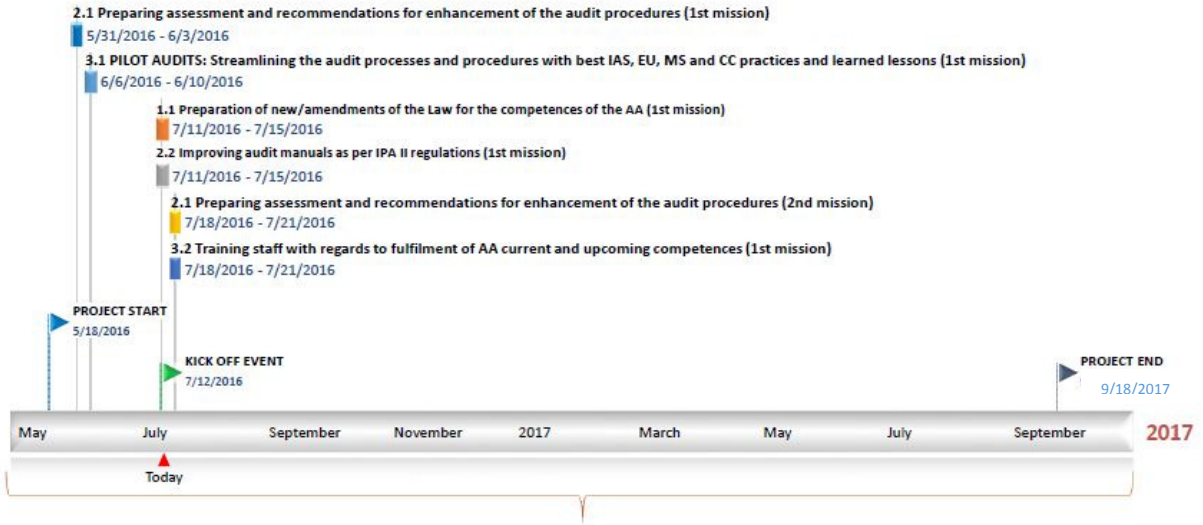 2.1 Preparing assessment and recommendations for enhancement of the audit procedures (1st mission)
5/31/2016 - 6/3/2016
3.1 PILOT AUDITS: Streamlining the audit processes and procedures with best IAS, EU, MS and CC practices and learned lessons (1st mission)
6/6/2016 - 6/10/2016
1.1 Preparation of new/amendments of the Law for the competences of the AA (1st mission)
7/11/2016 - 7/15/2016
2.2 Improving audit manuals as per IPA II regulations (1st mission)
7/11/2016 - 7/15/2016
2.1 Preparing assessment and recommendations for enhancement of the audit procedures (2nd mission)
7/18/2016 - 7/21/2016
3.2 Training staff with regards to fulfilment of AA current and upcoming competences (1st mission)
7/18/2016 - 7/21/2016
PROJECT START
5/18/2016
KICK OFF EVENT
7/12/2016
PROJECT END
9/18/2017
May July September November 2017 March May July September 2017
Today